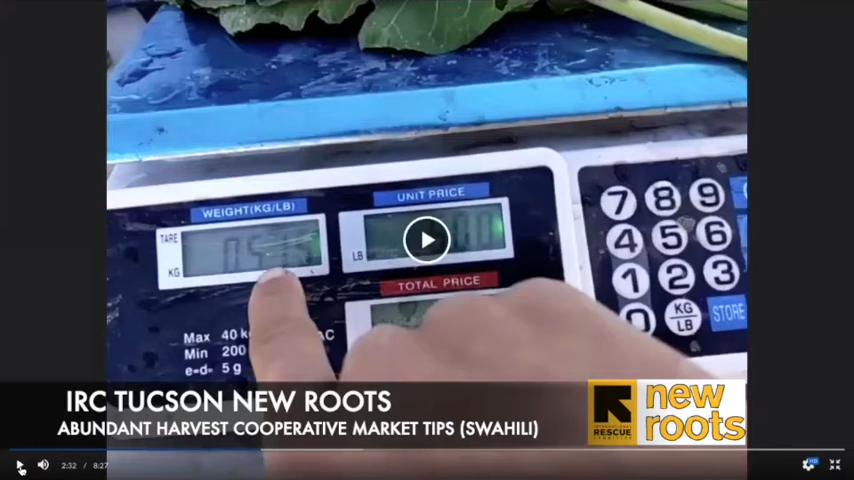 WEIGHT(KG/LB)
UNIT PRICE
TARE
KG
LB
TOTAL PRICE
Max 40
Min 200
e=d= 5g
7 8 9
4 5 6
1 2 3
0 KG LB STORE
IRC TUCSON NEW ROOTS
ABUNDANT HARVEST COOPERATIVE MARKET TIPS (SWAHILI)
INTERNATIONAL
RESCUE
COMMITTEE
new
roots
2:32 / 8:27
HD